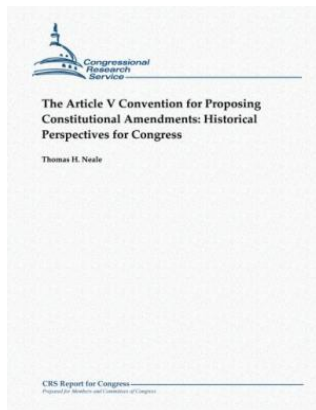 Congressional
Research
Service
The Article V Convention for Proposing
Constitutional Amendments: Historical
Perspectives for Congress
Thomas H. Neale
CRS Report for Congress
Prepared for Members and Committees of Congress